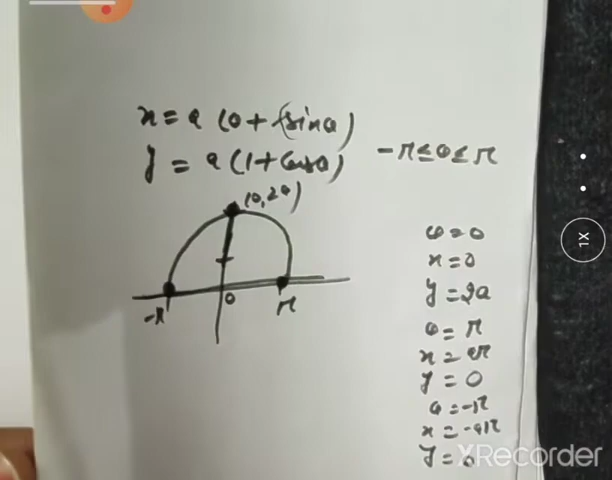 x = a (θ + sinθ)
y = a (1 + cosθ)
-π ≤ θ ≤ π
(0, 2a)
-π
0
π
θ = 0
x = 0
y = 2a
θ = π
x = aπ
y = 0
θ = -π
x = -aπ
y = 0
1X
XRecorder